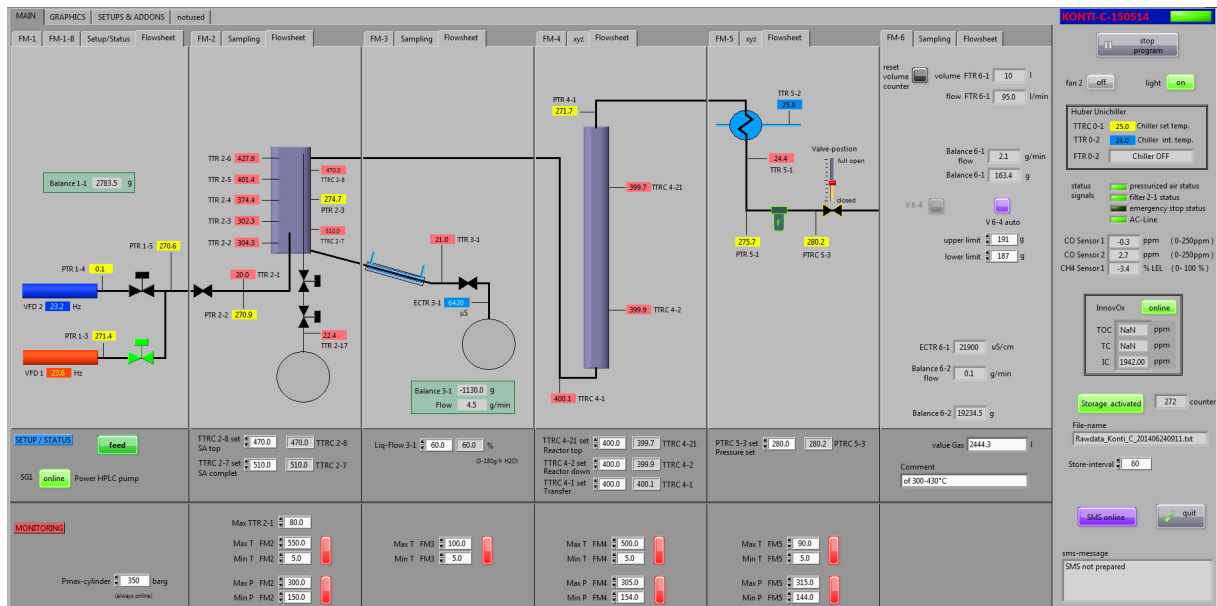 MAIN GRAPHICS SETUPS & ADDONS notused
KONTI-C-150514
FM-1 FM-1-B Setup/Status Flowsheet
FM-2 Sampling Flowsheet
FM-3 Sampling Flowsheet
FM-4 xyz Flowsheet
FM-5 xyz Flowsheet
FM-6 Sampling Flowsheet
Balance 1-1 2783.5 g
PTR 1-5 270.6
PTR 1-4 0.1
VFD 2 23.2 Hz
PTR 1-3 271.4
VFD 1 23.6 Hz
TTR 2-6 427.9
TTR 2-5 401.4
TTR 2-4 374.4
TTR 2-3 302.3
TTR 2-2 304.3
470.0
TTRC 2-8
274.7
PTR 2-3
510.0
TTRC 2-7
20.0 TTR 2-1
PTR 2-2 270.9
22.4
TTR 2-17
21.0 TTR 3-1
ECTR 3-1 6420
µS
Balance 3-1 -1130.0 g
Flow 4.5 g/min
PTR 4-1
271.7
399.7 TTRC 4-21
399.9 TTRC 4-2
400.1 TTRC 4-1
TTR 5-2
25.8
24.4
TTR 5-1
Valve-postion
full open
closed
F
275.7
PTR 5-1
280.2
PTRC 5-3
reset
volume
counter
volume FTR 6-1 10 l
flow FTR 6-1 95.0 l/min
Balance 6-1
flow 2.1 g/min
Balance 6-1 163.4 g
V 6-4
V 6-4 auto
upper limit 191 g
lower limit 187 g
ECTR 6-1 21900 uS/cm
Balance 6-2
flow 0.1 g/min
Balance 6-2 19234.5 g
SETUP / STATUS
feed
SG1 online Power HPLC pump
TTRC 2-8 set 470.0 470.0 TTRC 2-8
SA top
TTRC 2-7 set 510.0 510.0 TTRC 2-7
SA complet
Liq-Flow 3-1 60.0 60.0 %
(0-180g/h H2O)
TTRC 4-21 set 400.0 399.7 TTRC 4-21
Reactor top
TTRC 4-2 set 400.0 399.9 TTRC 4-2
Reactor down
TTRC 4-1 set 400.0 400.1 TTRC 4-1
Transfer
PTRC 5-3 set 280.0 280.2 PTRC 5-3
Pressure set
value Gas 2444.3 l
Comment
of 300-430°C
MONITORING
Pmax-cylinder 350 barg
(always online)
Max TTR 2-1 80.0
Max T FM2 550.0
Min T FM2 5.0
Max P FM2 300.0
Min P FM2 150.0
Max T FM3 100.0
Min T FM3 5.0
Max T FM4 500.0
Min T FM4 5.0
Max P FM4 305.0
Min P FM4 154.0
Max T FM5 90.0
Min T FM5 5.0
Max P FM5 315.0
Min P FM5 144.0
stop
program
fan 2 off light on
Huber Unichiller
TTRC 0-1 25.0 Chiller set temp.
TTR 0-2 24.0 Chiller int. temp.
FTR 0-2 Chiller OFF
status
signals
pressurized air status
filter 2-1 status
emergency stop status
AC-Line
CO Sensor 1 -0.3 ppm (0-250ppm)
CO Sensor 2 2.7 ppm (0-250ppm)
CH4 Sensor 1 -3.4 % LEL (0- 100 %)
InnovOx online
TOC NaN ppm
TC NaN ppm
IC 1942.00 ppm
Storage activated 272 counter
File-name
Rawdata_Konti_C_201406240911.txt
Store-interval 60
SMS online quit
sms-message
SMS not prepared